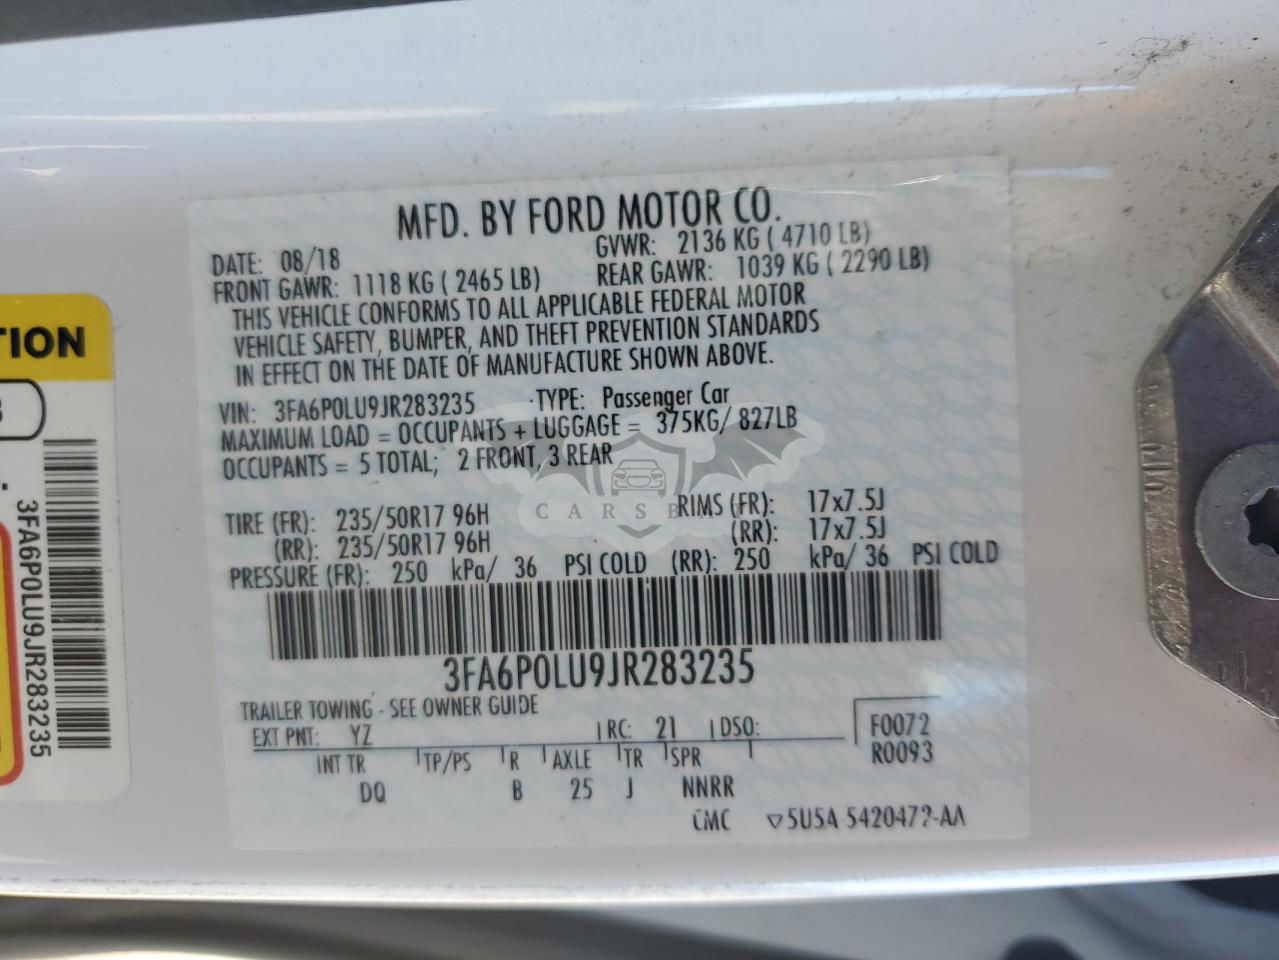 MFD. BY FORD MOTOR CO.
DATE: 08/18 GVWR: 2136 KG ( 4710 LB)
FRONT GAWR: 1118 KG ( 2465 LB) REAR GAWR: 1039 KG ( 2290 LB)
THIS VEHICLE CONFORMS TO ALL APPLICABLE FEDERAL MOTOR
VEHICLE SAFETY, BUMPER, AND THEFT PREVENTION STANDARDS
IN EFFECT ON THE DATE OF MANUFACTURE SHOWN ABOVE.
VIN: 3FA6P0LU9JR283235 TYPE: Passenger Car
MAXIMUM LOAD = OCCUPANTS + LUGGAGE = 375KG/ 827LB
OCCUPANTS = 5 TOTAL; 2 FRONT, 3 REAR
TIRE (FR): 235/50R17 96H RIMS (FR): 17x7.5J
(RR): 235/50R17 96H (RR): 17x7.5J
PRESSURE (FR): 250 kPa/ 36 PSI COLD (RR): 250 kPa/ 36 PSI COLD
3FA6P0LU9JR283235
TRAILER TOWING - SEE OWNER GUIDE
EXT PNT: YZ RC: 21 DSO: F0072
INT TR TP/PS R AXLE TR SPR R0093
DQ B 25 J NNRR
CMC ▽5U5A-5420472-AA
TION
3FA6P0LU9JR283235